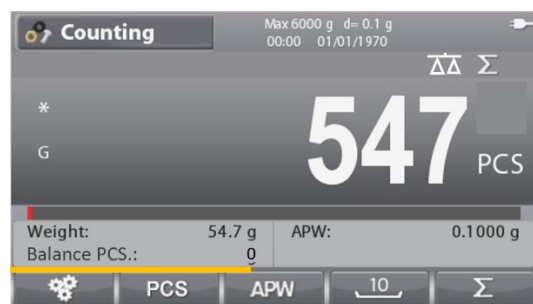 Counting
Max 6000 g d= 0.1 g
00:00 01/01/1970
Σ
*
G
547 PCS
Weight: 54.7 g APW: 0.1000 g
Balance PCS.: 0
PCS APW 10 Σ